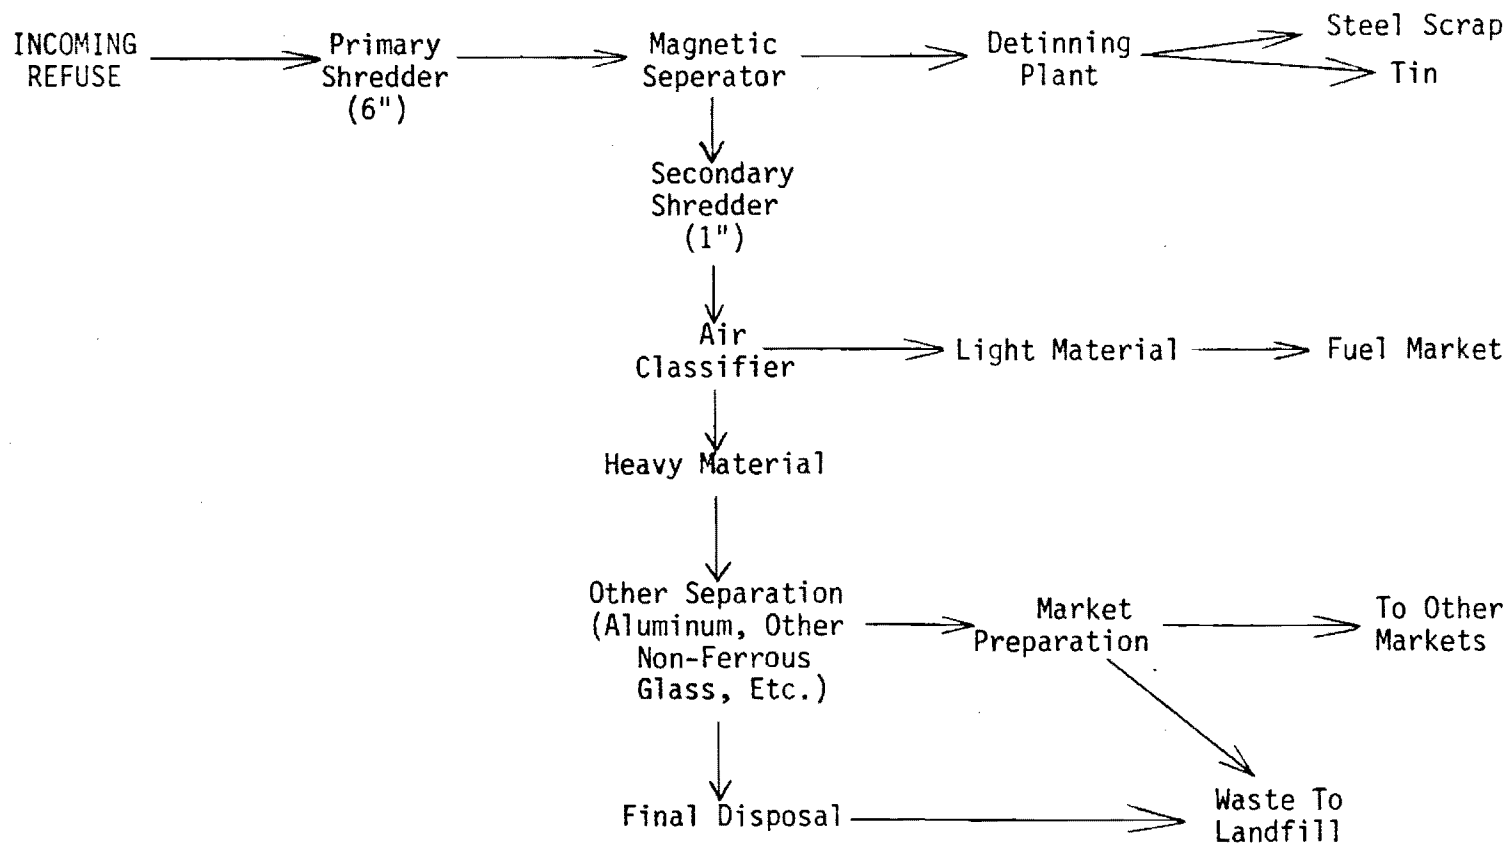 INCOMING
REFUSE
Primary
Shredder
(6")
Magnetic
Seperator
Detinning
Plant
Steel Scrap
Tin
Secondary
Shredder
(1")
Air
Classifier
Light Material
Fuel Market
Heavy Material
Other Separation
(Aluminum, Other
Non-Ferrous
Glass, Etc.)
Market
Preparation
To Other
Markets
Final Disposal
Waste To
Landfill